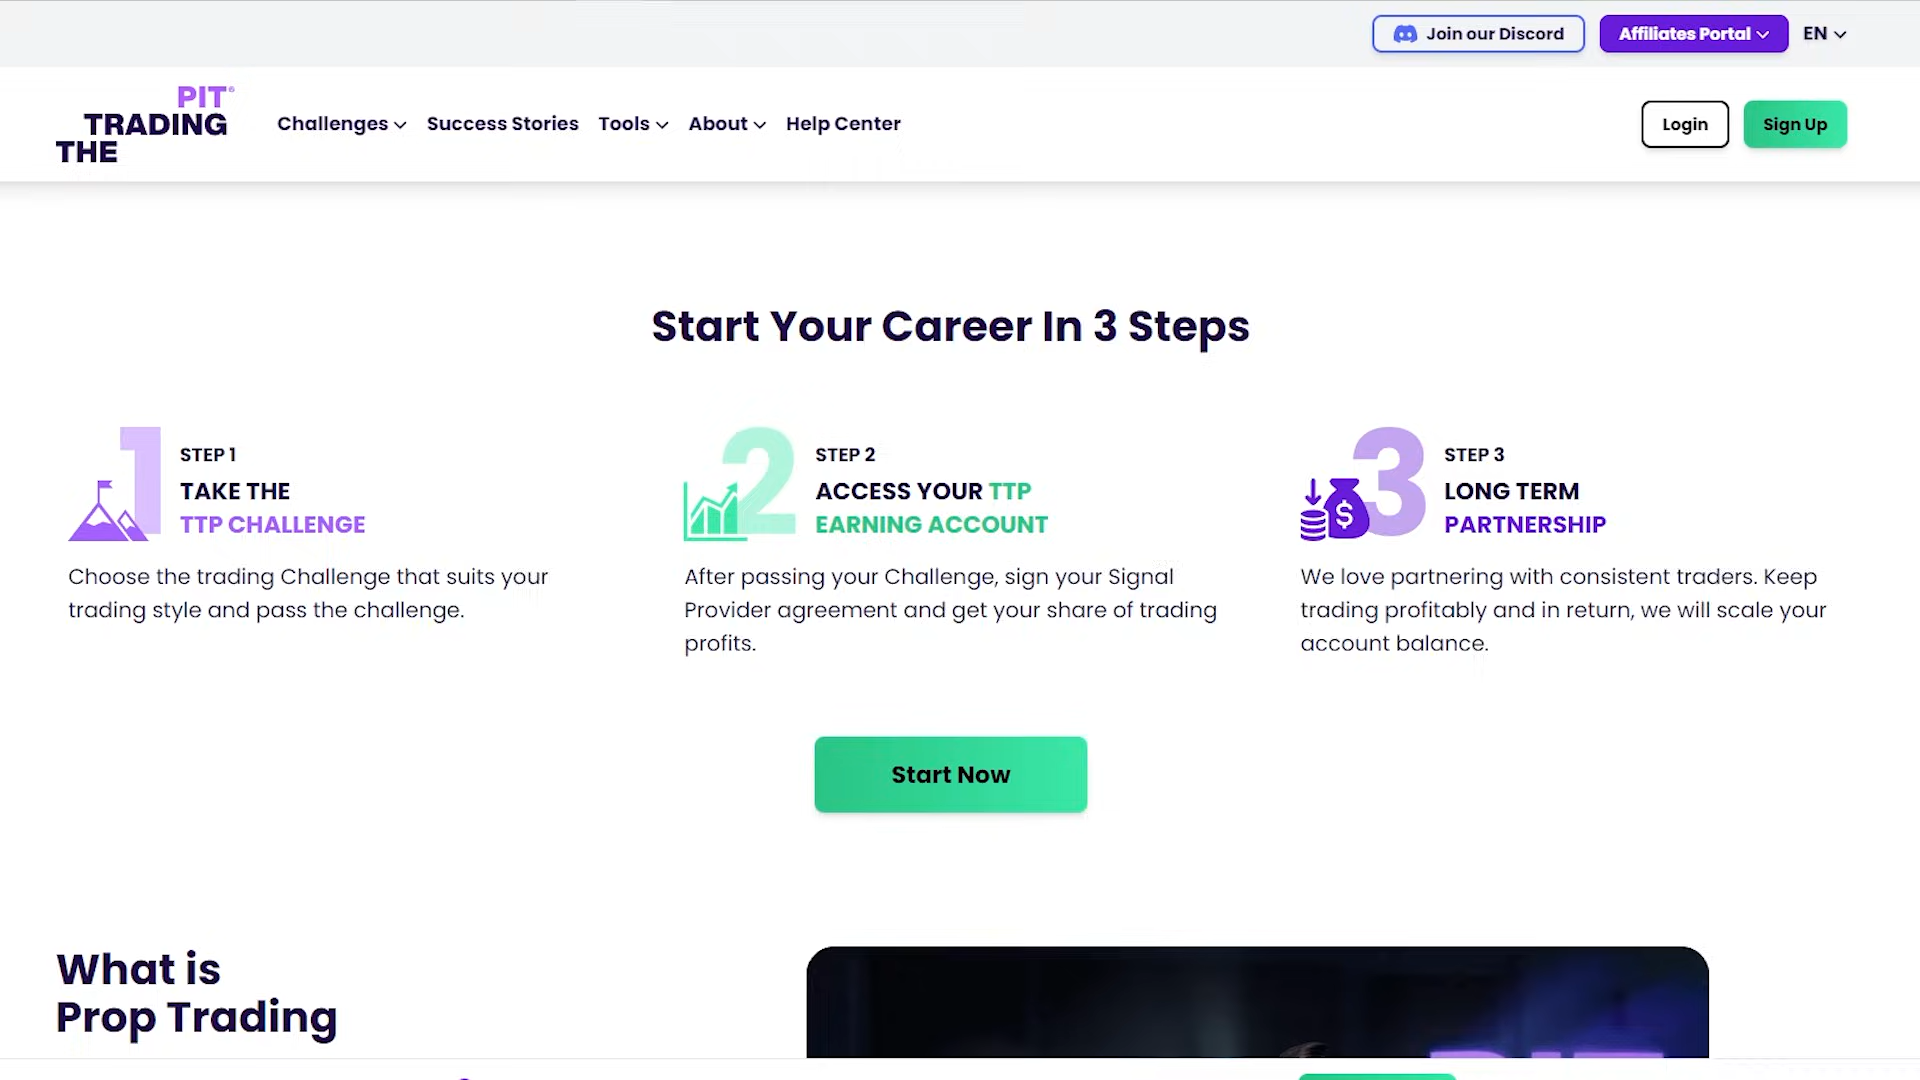 Join our Discord
Affiliates Portal
EN
PIT®
TRADING
THE
Challenges
Success Stories
Tools
About
Help Center
Login
Sign Up
Start Your Career In 3 Steps
1
STEP 1
TAKE THE
TTP CHALLENGE
Choose the trading Challenge that suits your
trading style and pass the challenge.
2
STEP 2
ACCESS YOUR TTP
EARNING ACCOUNT
After passing your Challenge, sign your Signal
Provider agreement and get your share of trading
profits.
3
$
STEP 3
LONG TERM
PARTNERSHIP
We love partnering with consistent traders. Keep
trading profitably and in return, we will scale your
account balance.
Start Now
What is
Prop Trading